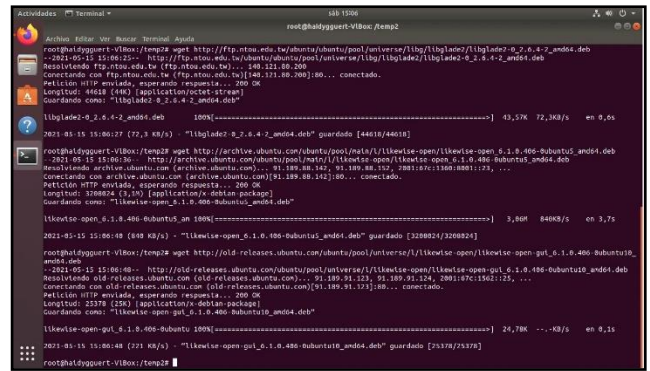 Actividades Terminal sáb 15:06
root@haldygguert-VlBox: /temp2
Archivo Editar Ver Buscar Terminal Ayuda
root@haldygguert-VlBox:/temp2# wget http://ftp.ntou.edu.tw/ubuntu/ubuntu/pool/universe/libg/libglade2/libglade2-0_2.6.4-2_amd64.deb
--2021-05-15 15:06:25-- http://ftp.ntou.edu.tw/ubuntu/ubuntu/pool/universe/libg/libglade2/libglade2-0_2.6.4-2_amd64.deb
Resolviendo ftp.ntou.edu.tw (ftp.ntou.edu.tw)... 140.121.80.200
Conectando con ftp.ntou.edu.tw (ftp.ntou.edu.tw)[140.121.80.200]:80... conectado.
Petición HTTP enviada, esperando respuesta... 200 OK
Longitud: 44618 (44K) [application/octet-stream]
Guardando como: “libglade2-0_2.6.4-2_amd64.deb”
libglade2-0_2.6.4-2_amd64.deb 100%[===================================================================>] 43,57K 72,3KB/s en 0,6s
2021-05-15 15:06:27 (72,3 KB/s) - “libglade2-0_2.6.4-2_amd64.deb” guardado [44618/44618]
root@haldygguert-VlBox:/temp2# wget http://archive.ubuntu.com/ubuntu/pool/main/l/likewise-open/likewise-open_6.1.0.406-0ubuntu5_amd64.deb
--2021-05-15 15:06:36-- http://archive.ubuntu.com/ubuntu/pool/main/l/likewise-open/likewise-open_6.1.0.406-0ubuntu5_amd64.deb
Resolviendo archive.ubuntu.com (archive.ubuntu.com)... 91.189.88.142, 91.189.88.152, 2001:67c:1360:8001::23, ...
Conectando con archive.ubuntu.com (archive.ubuntu.com)[91.189.88.142]:80... conectado.
Petición HTTP enviada, esperando respuesta... 200 OK
Longitud: 3208024 (3,1M) [application/x-debian-package]
Guardando como: “likewise-open_6.1.0.406-0ubuntu5_amd64.deb”
likewise-open_6.1.0.406-0ubuntu5_am 100%[===================================================================>] 3,06M 840KB/s en 3,7s
2021-05-15 15:06:40 (840 KB/s) - “likewise-open_6.1.0.406-0ubuntu5_amd64.deb” guardado [3208024/3208024]
root@haldygguert-VlBox:/temp2# wget http://old-releases.ubuntu.com/ubuntu/pool/universe/l/likewise-open/likewise-open-gui_6.1.0.406-0ubuntu10_
amd64.deb
--2021-05-15 15:06:48-- http://old-releases.ubuntu.com/ubuntu/pool/universe/l/likewise-open/likewise-open-gui_6.1.0.406-0ubuntu10_amd64.deb
Resolviendo old-releases.ubuntu.com (old-releases.ubuntu.com)... 91.189.91.123, 91.189.91.124, 2001:67c:1562::25, ...
Conectando con old-releases.ubuntu.com (old-releases.ubuntu.com)[91.189.91.123]:80... conectado.
Petición HTTP enviada, esperando respuesta... 200 OK
Longitud: 25378 (25K) [application/x-debian-package]
Guardando como: “likewise-open-gui_6.1.0.406-0ubuntu10_amd64.deb”
likewise-open-gui_6.1.0.406-0ubuntu 100%[===================================================================>] 24,78K --.-KB/s en 0,1s
2021-05-15 15:06:48 (221 KB/s) - “likewise-open-gui_6.1.0.406-0ubuntu10_amd64.deb” guardado [25378/25378]
root@haldygguert-VlBox:/temp2#